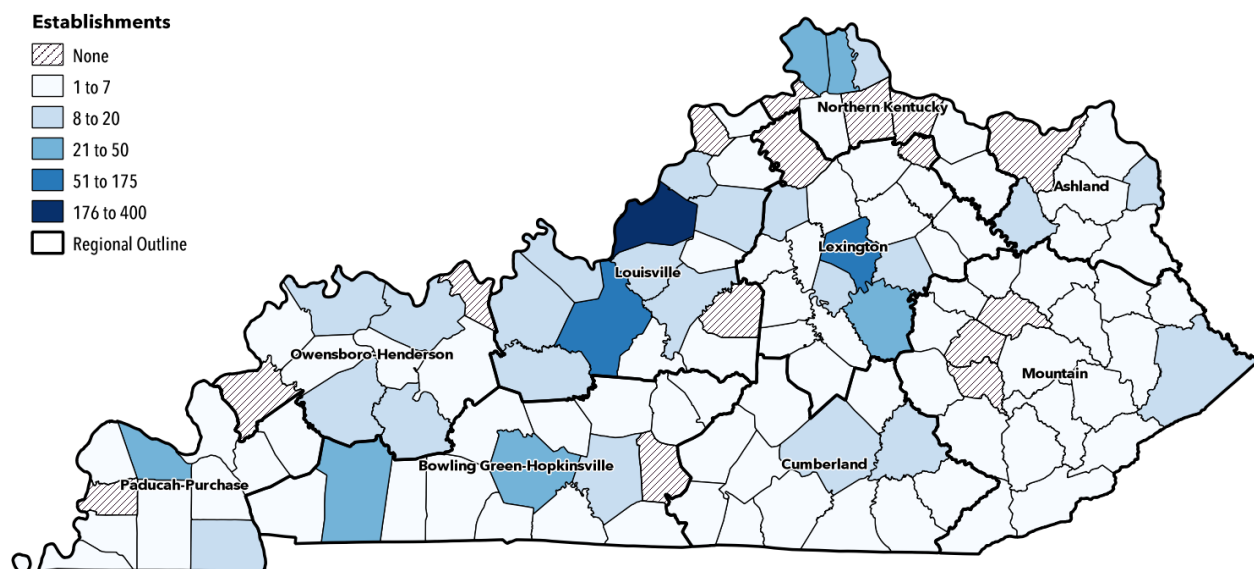 Establishments
None
1 to 7
8 to 20
21 to 50
51 to 175
176 to 400
Regional Outline
Northern Kentucky
Ashland
Lexington
Louisville
Owensboro-Henderson
Mountain
Bowling Green-Hopkinsville
Cumberland
Paducah-Purchase